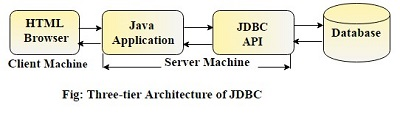 HTML
Browser
Java
Application
JDBC
API
Database
Client Machine
Server Machine
Fig: Three-tier Architecture of JDBC